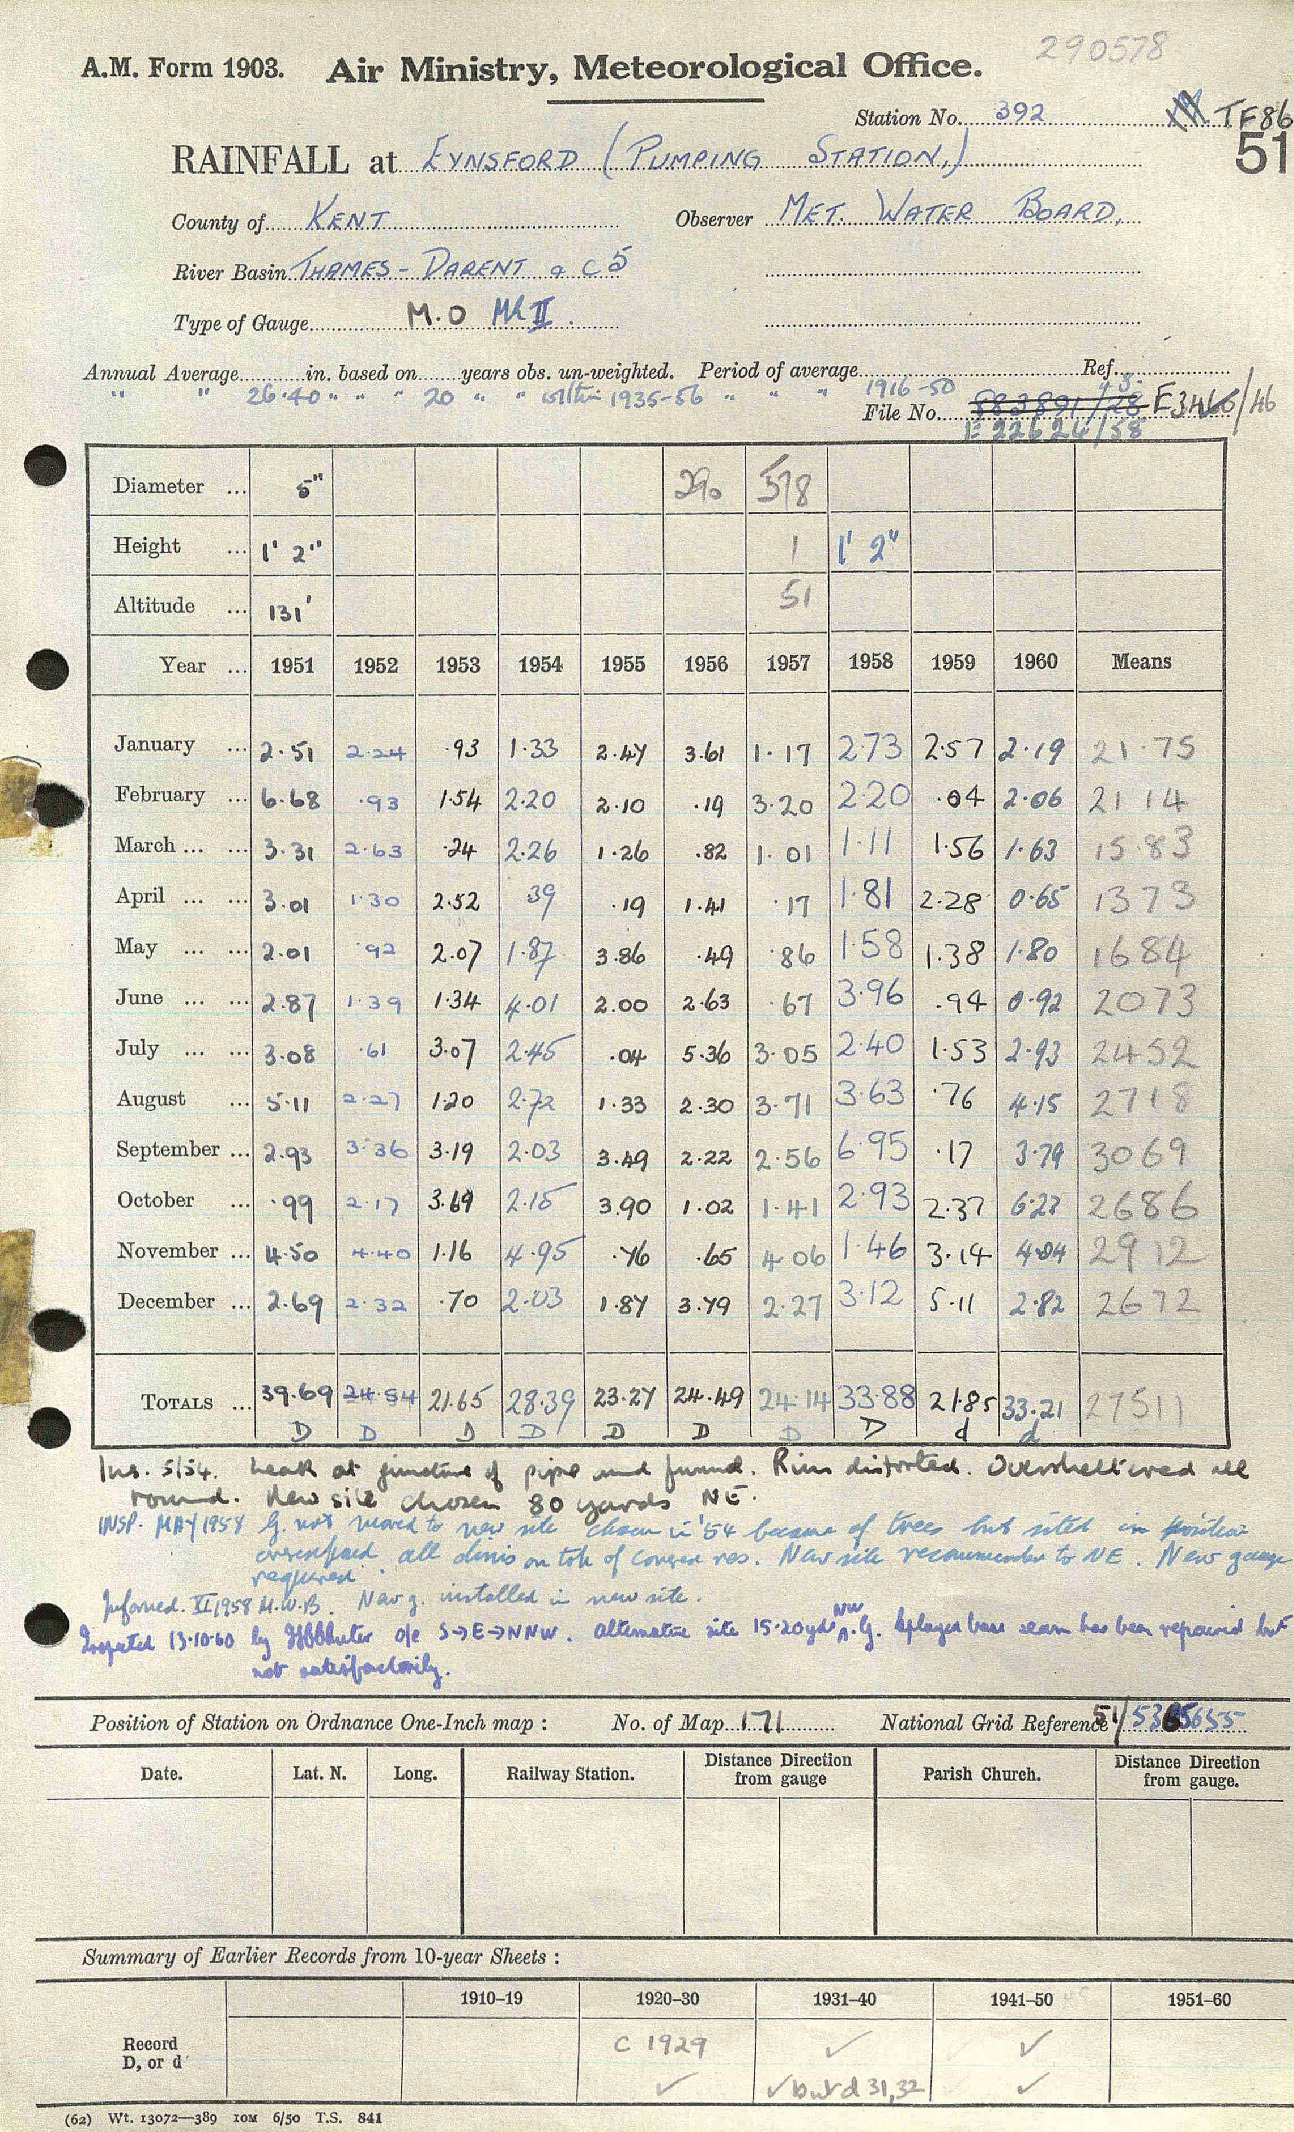 290578
A.M. Form 1903. Air Ministry, Meteorological Office.
Station No. 392 TF86
51
RAINFALL at EYNSFORD (PUMPING STATION.)
County of KENT Observer MET. WATER BOARD.
River Basin THAMES - DARENT a c5
Type of Gauge M.O Mk II.
Annual Average in. based on years obs. un-weighted. Period of average Ref.
" " 26.40 " " " 20 " " within 1935-56 " " " 1916-50
File No. 883891/28 E3466/46
E 22624/58
Diameter ... 5" 290 578
Height ... 1' 2" 1 1' 2"
Altitude ... 131' 51
Year ... 1951 1952 1953 1954 1955 1956 1957 1958 1959 1960 Means
January ... 2.51 2.24 .93 1.33 2.47 3.61 1.17 2.73 2.57 2.19 21.75
February ... 6.68 .93 1.54 2.20 2.10 .19 3.20 2.20 .04 2.06 21 14
March ... ... 3.31 2.63 .24 2.26 1.26 .82 1.01 1.11 1.56 1.63 15.83
April ... ... 3.01 1.30 2.52 .39 .19 1.41 .17 1.81 2.28 0.65 1373
May ... ... 2.01 .92 2.07 1.87 3.86 .49 .86 1.58 1.38 1.80 1684
June ... ... 2.87 1.39 1.34 4.01 2.00 2.63 .67 3.96 .94 0.92 2073
July ... ... 3.08 .61 3.07 2.45 .04 5.36 3.05 2.40 1.53 2.93 2452
August ... 5.11 2.27 1.20 2.72 1.33 2.30 3.71 3.63 .76 4.15 2718
September ... 2.93 3.36 3.19 2.03 3.49 2.22 2.56 6.95 .17 3.79 3069
October ... .99 2.17 3.69 2.15 3.90 1.02 1.41 2.93 2.37 6.23 2686
November ... 4.50 4.40 1.16 4.95 .76 .65 4.06 1.46 3.14 4.04 2912
December ... 2.69 2.32 .70 2.03 1.87 3.79 2.27 3.12 5.11 2.82 2672
TOTALS ... 39.69 24.54 21.65 28.39 23.27 24.49 24.14 33.88 21.85 33.21 27511
D D D D D D D D d d
Ins. 5/54. Leak at juncture of pipe and funnel. Rim distorted. Oversheltered all
round. New site chosen 80 yards NE.
INSP. MAY 1958 G. not moved to new site chosen in '54 because of trees but sited in position
overexposed all dirns on top of covered res. New site recommended to NE. New gauge
required.
Informed. XI 1958 M.W.B. New g. installed in new site.
Inspected 13.10.60 by o/e S→E→NNW. Alternative site 15-20 yds NW A.G. Splayed base seam has been repaired but
not satisfactorily.
Position of Station on Ordnance One-Inch map : No. of Map 171 National Grid Reference 51/5365655
Date. Lat. N. Long. Railway Station. Distance Direction from gauge Parish Church. Distance Direction from gauge.
Summary of Earlier Records from 10-year Sheets :
1910–19 1920–30 1931–40 1941–50 1951–60
Record C 1929 ✓ ✓
D, or d ✓ ✓ but d 31,32 ✓
(62) Wt. 13072—389 10M 6/50 T.S. 841